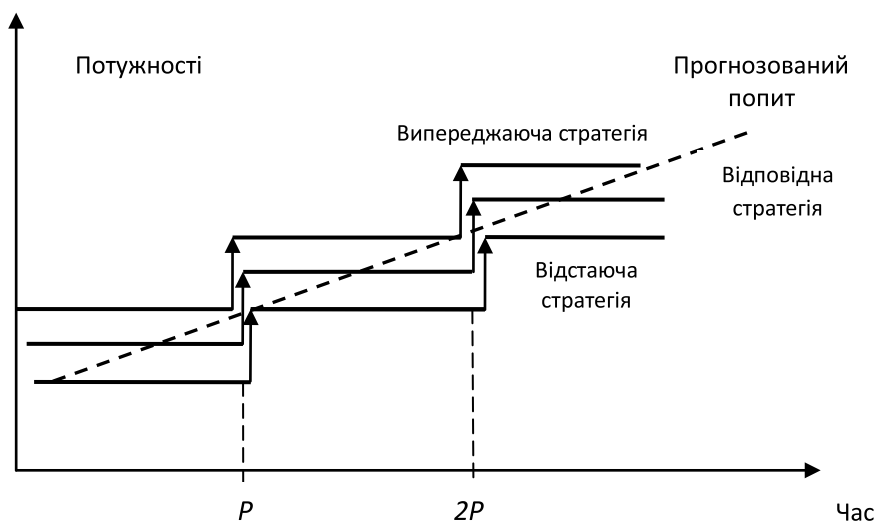 Потужності
Прогнозований
попит
Випереджаюча стратегія
Відповідна
стратегія
Відстаюча
стратегія
P
2P
Час